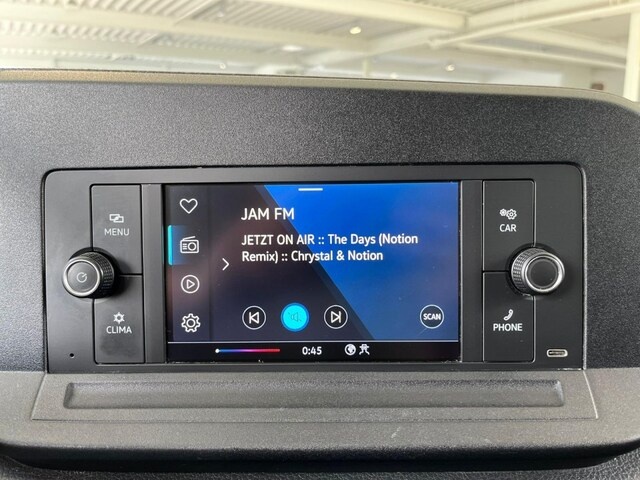 MENU
CLIMA
JAM FM
JETZT ON AIR :: The Days (Notion
Remix) :: Chrystal & Notion
SCAN
0:45
CAR
PHONE